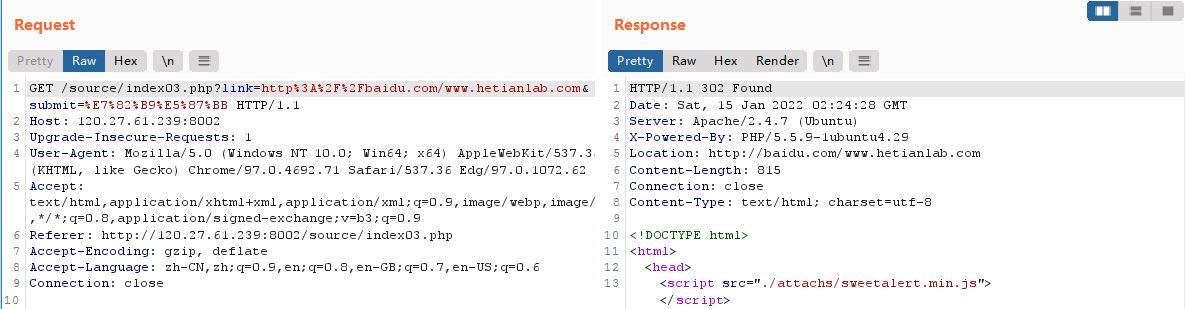 Request
Pretty Raw Hex \n
1 GET /source/index03.php?link=http%3A%2F%2Fbaidu.com/www.hetianlab.com&
submit=%E7%82%B9%E5%87%BB HTTP/1.1
2 Host: 120.27.61.239:8002
3 Upgrade-Insecure-Requests: 1
4 User-Agent: Mozilla/5.0 (Windows NT 10.0; Win64; x64) AppleWebKit/537.3
(KHTML, like Gecko) Chrome/97.0.4692.71 Safari/537.36 Edg/97.0.1072.62
5 Accept:
text/html,application/xhtml+xml,application/xml;q=0.9,image/webp,image/
,*/*;q=0.8,application/signed-exchange;v=b3;q=0.9
6 Referer: http://120.27.61.239:8002/source/index03.php
7 Accept-Encoding: gzip, deflate
8 Accept-Language: zh-CN,zh;q=0.9,en;q=0.8,en-GB;q=0.7,en-US;q=0.6
9 Connection: close
10
Response
Pretty Raw Hex Render \n
1 HTTP/1.1 302 Found
2 Date: Sat, 15 Jan 2022 02:24:28 GMT
3 Server: Apache/2.4.7 (Ubuntu)
4 X-Powered-By: PHP/5.5.9-1ubuntu4.29
5 Location: http://baidu.com/www.hetianlab.com
6 Content-Length: 815
7 Connection: close
8 Content-Type: text/html; charset=utf-8
9
10 <!DOCTYPE html>
11 <html>
12 <head>
13 <script src="./attachs/sweetalert.min.js">
</script>